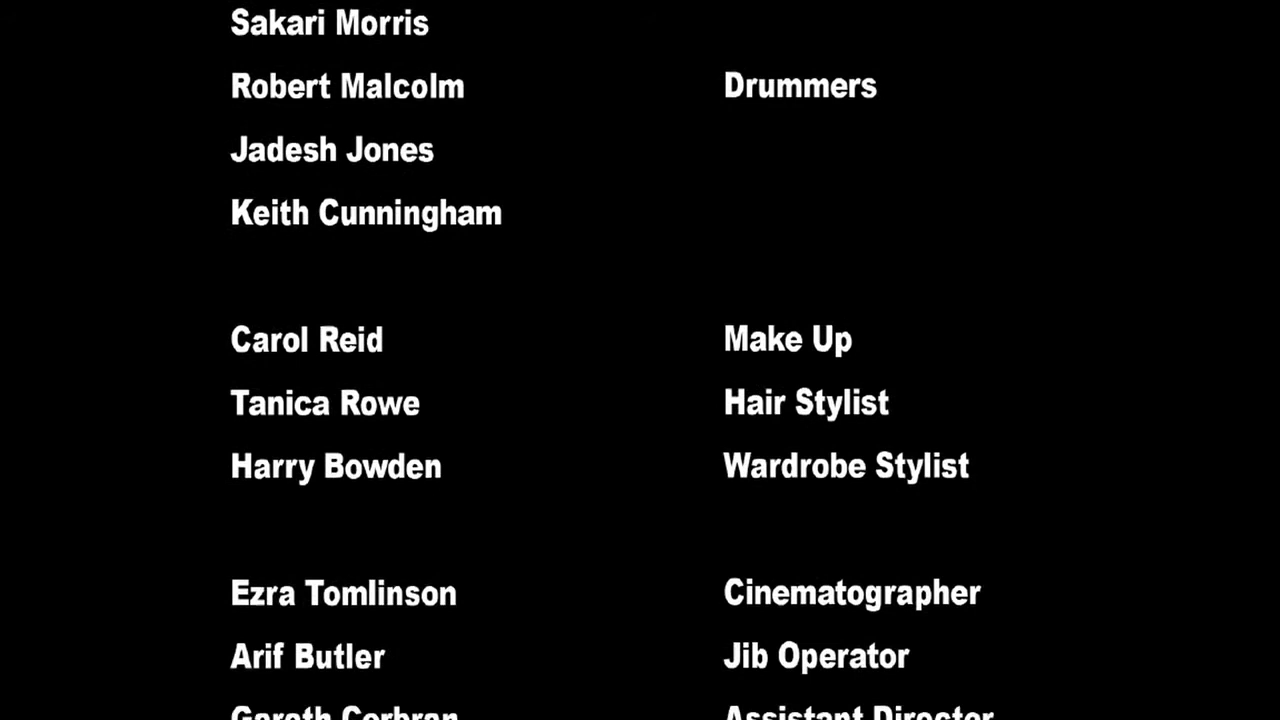 Sakari Morris
Robert Malcolm Drummers
Jadesh Jones
Keith Cunningham
Carol Reid Make Up
Tanica Rowe Hair Stylist
Harry Bowden Wardrobe Stylist
Ezra Tomlinson Cinematographer
Arif Butler Jib Operator
Gareth Assistant Director